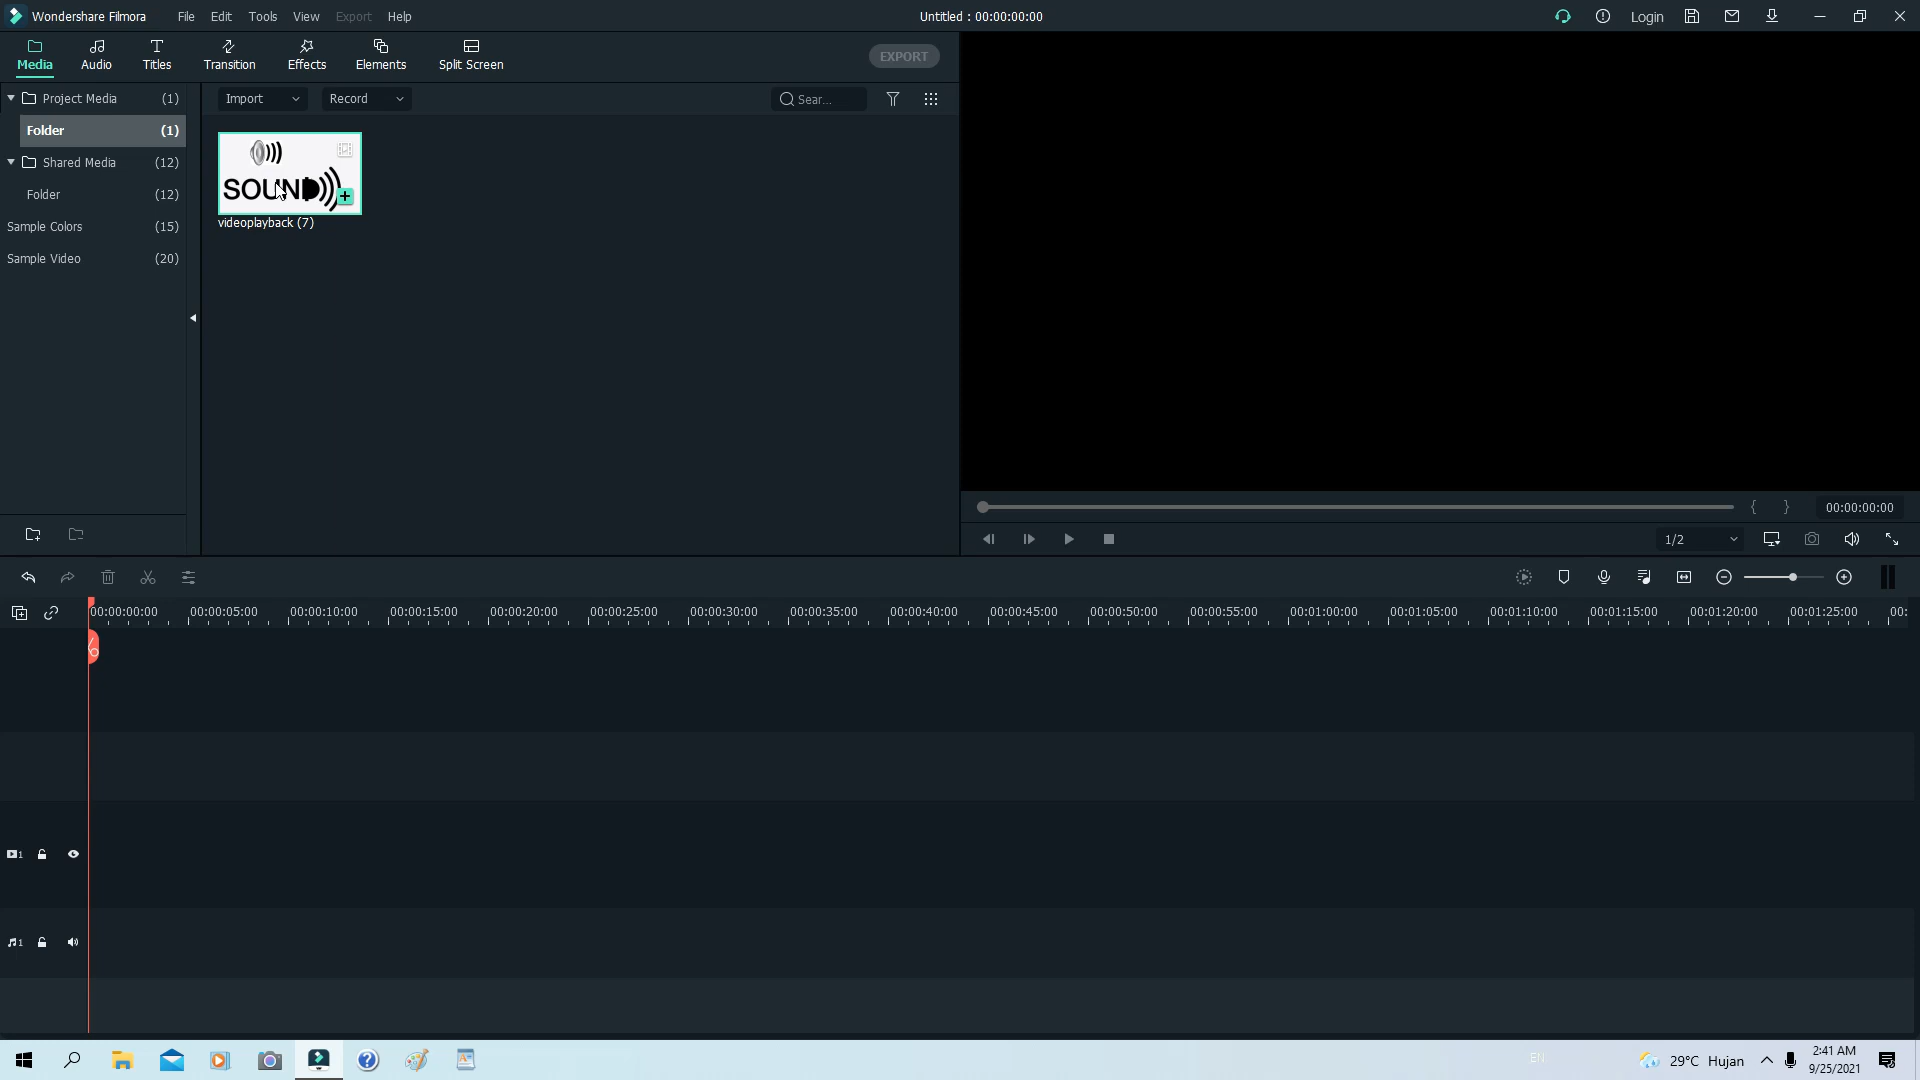 Wondershare Filmora File Edit Tools View Export Help Untitled : 00:00:00:00 Login
Media Audio Titles Transition Effects Elements Split Screen EXPORT
Project Media (1)
Folder (1)
Shared Media (12)
Folder (12)
Sample Colors (15)
Sample Video (20)
Import Record Sear...
SOUND
videoplayback (7)
{ } 00:00:00:00
1/2
00:00:00:00 00:00:05:00 00:00:10:00 00:00:15:00 00:00:20:00 00:00:25:00 00:00:30:00 00:00:35:00 00:00:40:00 00:00:45:00 00:00:50:00 00:00:55:00 00:01:00:00 00:01:05:00 00:01:10:00 00:01:15:00 00:01:20:00 00:01:25:00 00:
1
1
EN
29°C Hujan
2:41 AM
9/25/2021